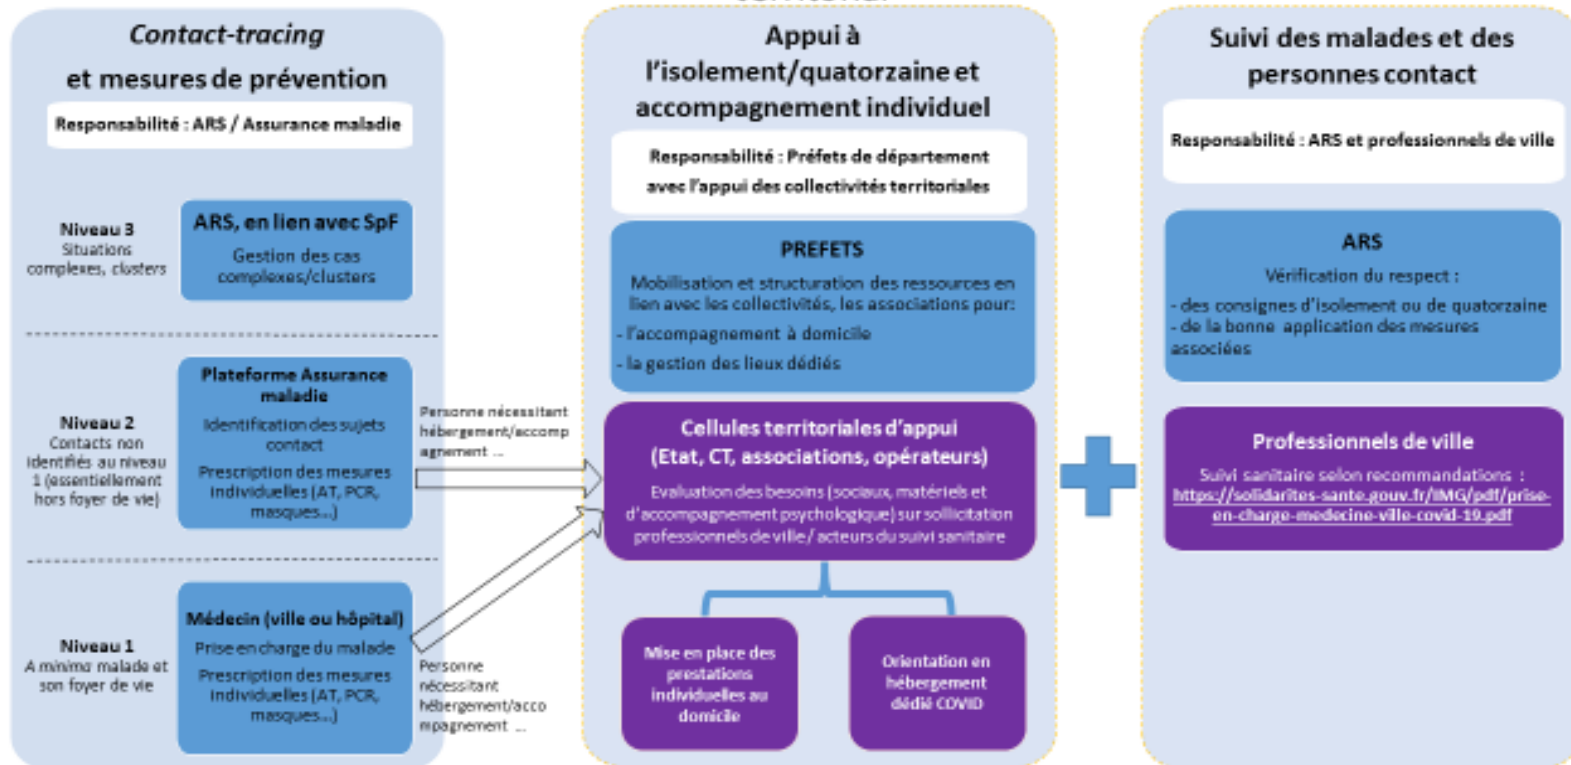 Contact-tracing
et mesures de prévention
Responsabilité : ARS / Assurance maladie
Niveau 3
Situations
complexes, clusters
ARS, en lien avec SpF
Gestion des cas
complexes/clusters
Niveau 2
Contacts non
identifiés au niveau
1 (essentiellement
hors foyer de vie)
Plateforme Assurance
maladie
Identification des sujets
contact
Prescription des mesures
individuelles (AT, PCR,
masques...)
Niveau 1
A minima malade et
son foyer de vie
Médecin (ville ou hôpital)
Prise en charge du malade
Prescription des mesures
individuelles (AT, PCR,
masques...)
Personne nécessitant
hébergement/accomp
agnement ...
Personne
nécessitant
hébergement/acco
mpagnement ...
Appui à
l'isolement/quatorzaine et
accompagnement individuel
Responsabilité : Préfets de département
avec l'appui des collectivités territoriales
PREFETS
Mobilisation et structuration des ressources en
lien avec les collectivités, les associations pour:
- l'accompagnement à domicile
- la gestion des lieux dédiés
Cellules territoriales d'appui
(Etat, CT, associations, opérateurs)
Evaluation des besoins (sociaux, matériels et
d'accompagnement psychologique) sur sollicitation
professionnels de ville/ acteurs du suivi sanitaire
Mise en place des
prestations
individuelles au
domicile
Orientation en
hébergement
dédié COVID
Suivi des malades et des
personnes contact
Responsabilité : ARS et professionnels de ville
ARS
Vérification du respect :
- des consignes d'isolement ou de quatorzaine
- de la bonne application des mesures
associées
Professionnels de ville
Suivi sanitaire selon recommandations :
https://solidarites-sante.gouv.fr/IMG/pdf/prise-
en-charge-medecine-ville-covid-19.pdf